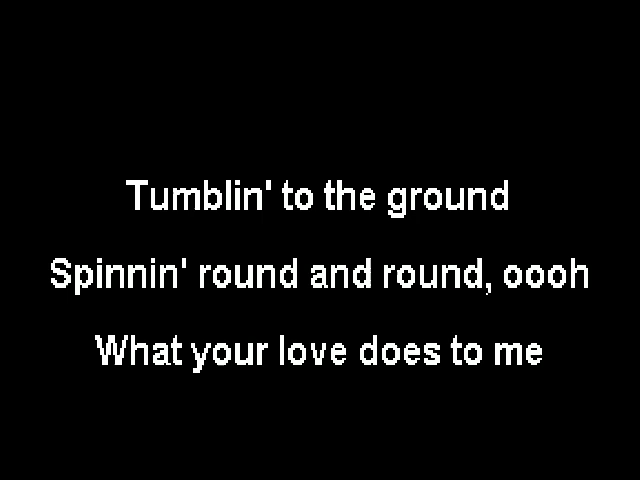 Tumblin' to the ground
Spinnin' round and round, oooh
What your love does to me